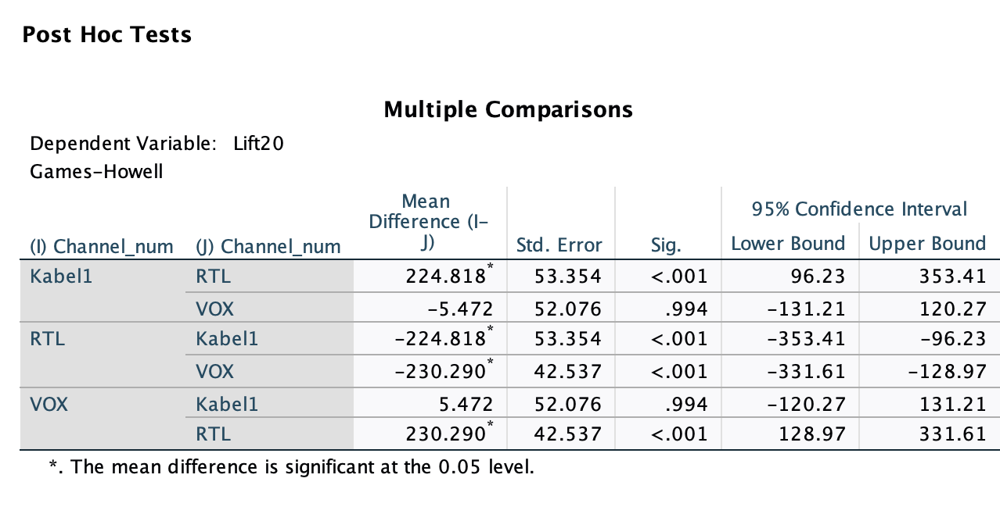 Post Hoc Tests
Multiple Comparisons
Dependent Variable: Lift20
Games-Howell
(I) Channel_num (J) Channel_num Mean Difference (I-J) Std. Error Sig. 95% Confidence Interval
Lower Bound Upper Bound
Kabel1 RTL 224.818* 53.354 <.001 96.23 353.41
VOX -5.472 52.076 .994 -131.21 120.27
RTL Kabel1 -224.818* 53.354 <.001 -353.41 -96.23
VOX -230.290* 42.537 <.001 -331.61 -128.97
VOX Kabel1 5.472 52.076 .994 -120.27 131.21
RTL 230.290* 42.537 <.001 128.97 331.61
*. The mean difference is significant at the 0.05 level.